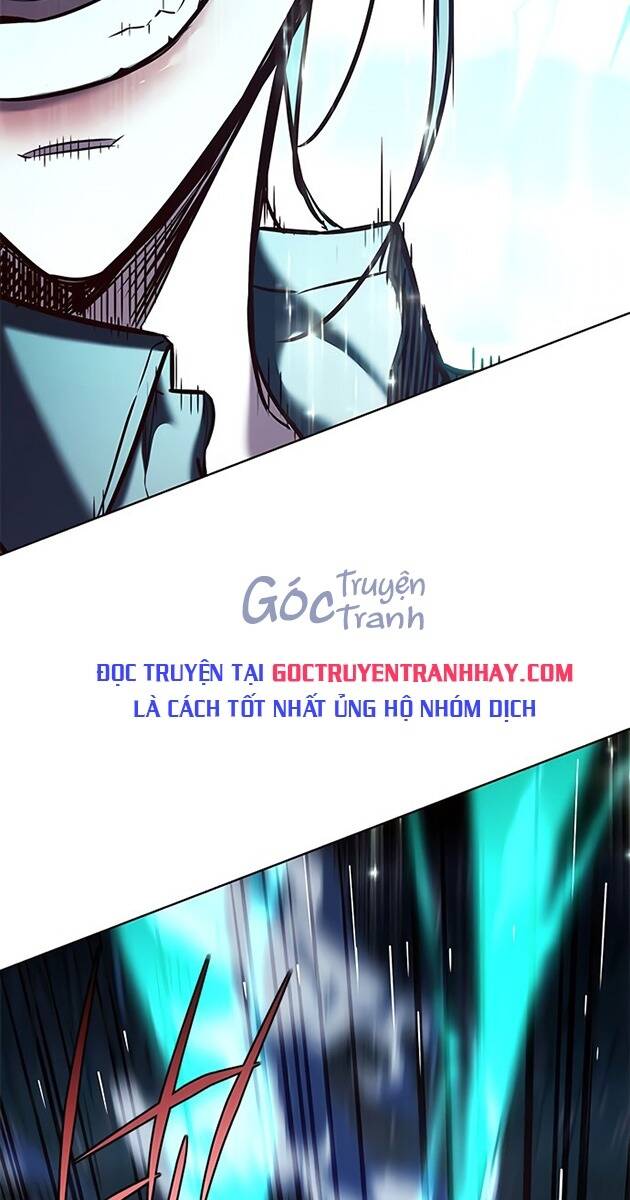 Góc Truyện Tranh
ĐỌC TRUYỆN TẠI GOCTRUYENTRANHHAY.COM
LÀ CÁCH TỐT NHẤT ỦNG HỘ NHÓM DỊCH